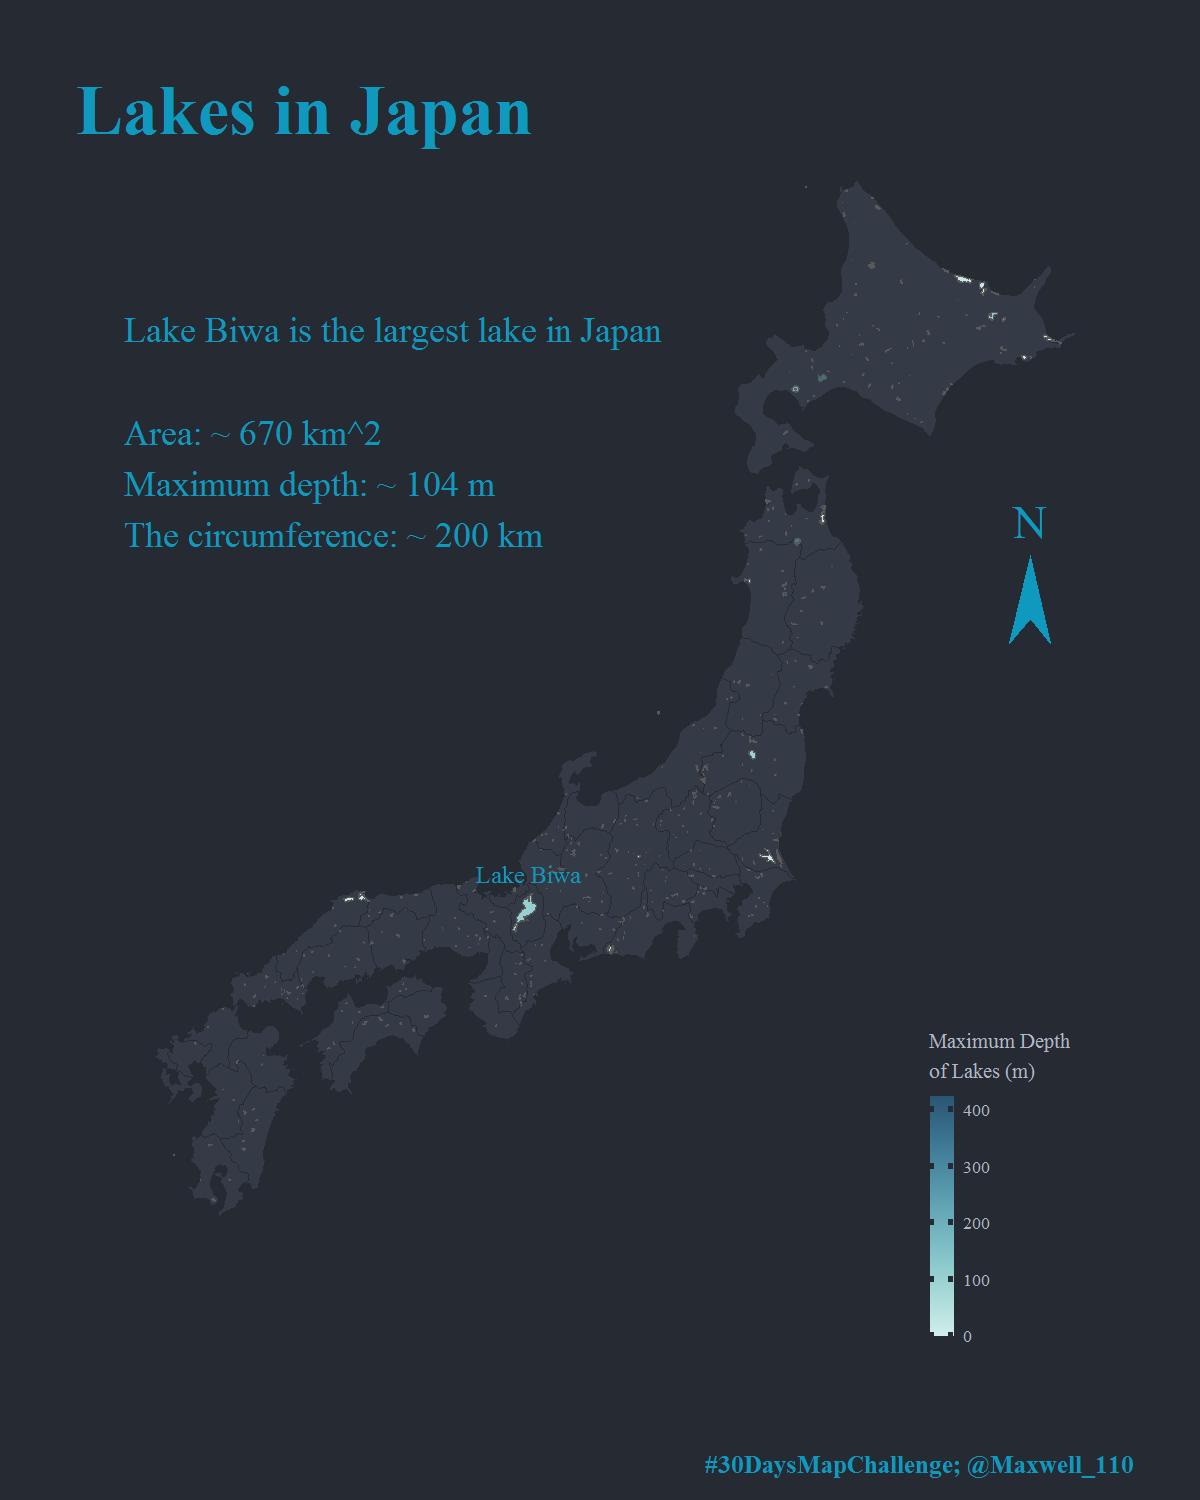 Lakes in Japan
Lake Biwa is the largest lake in Japan
Area: ~ 670 km^2
Maximum depth: ~ 104 m
The circumference: ~ 200 km
N
Lake Biwa
Maximum Depth
of Lakes (m)
400
300
200
100
0
#30DaysMapChallenge; @Maxwell_110